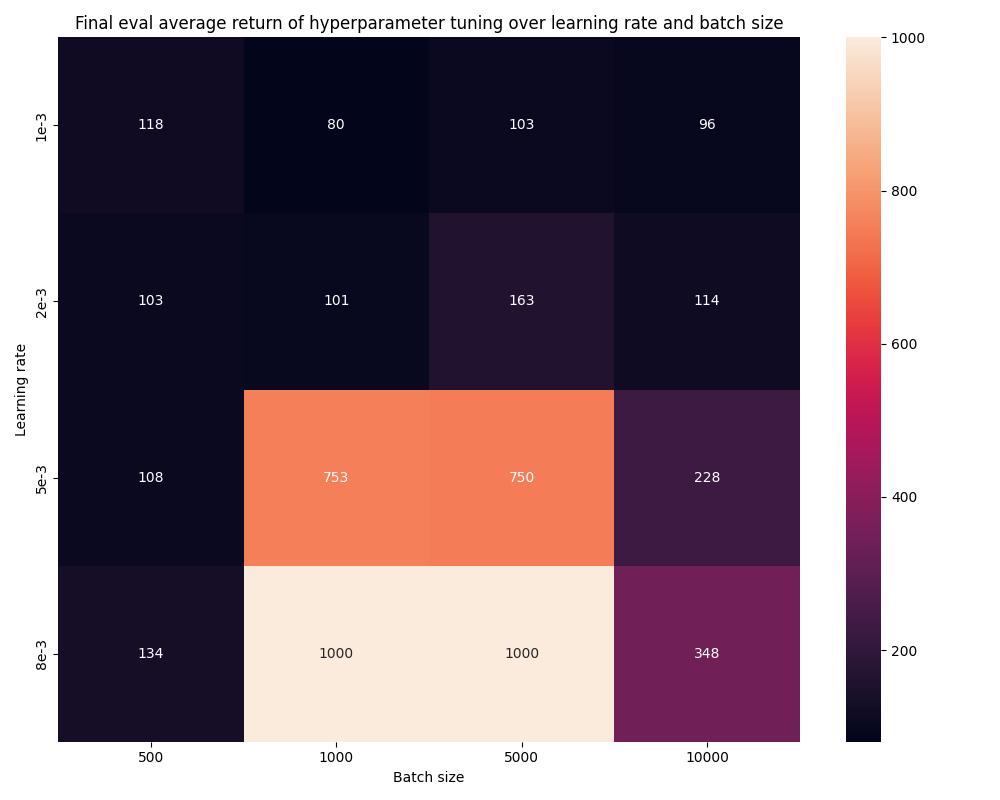 Final eval average return of hyperparameter tuning over learning rate and batch size
Learning rate
1e-3
118 80 103 96
2e-3
103 101 163 114
5e-3
108 753 750 228
8e-3
134 1000 1000 348
500 1000 5000 10000
Batch size
1000
800
600
400
200